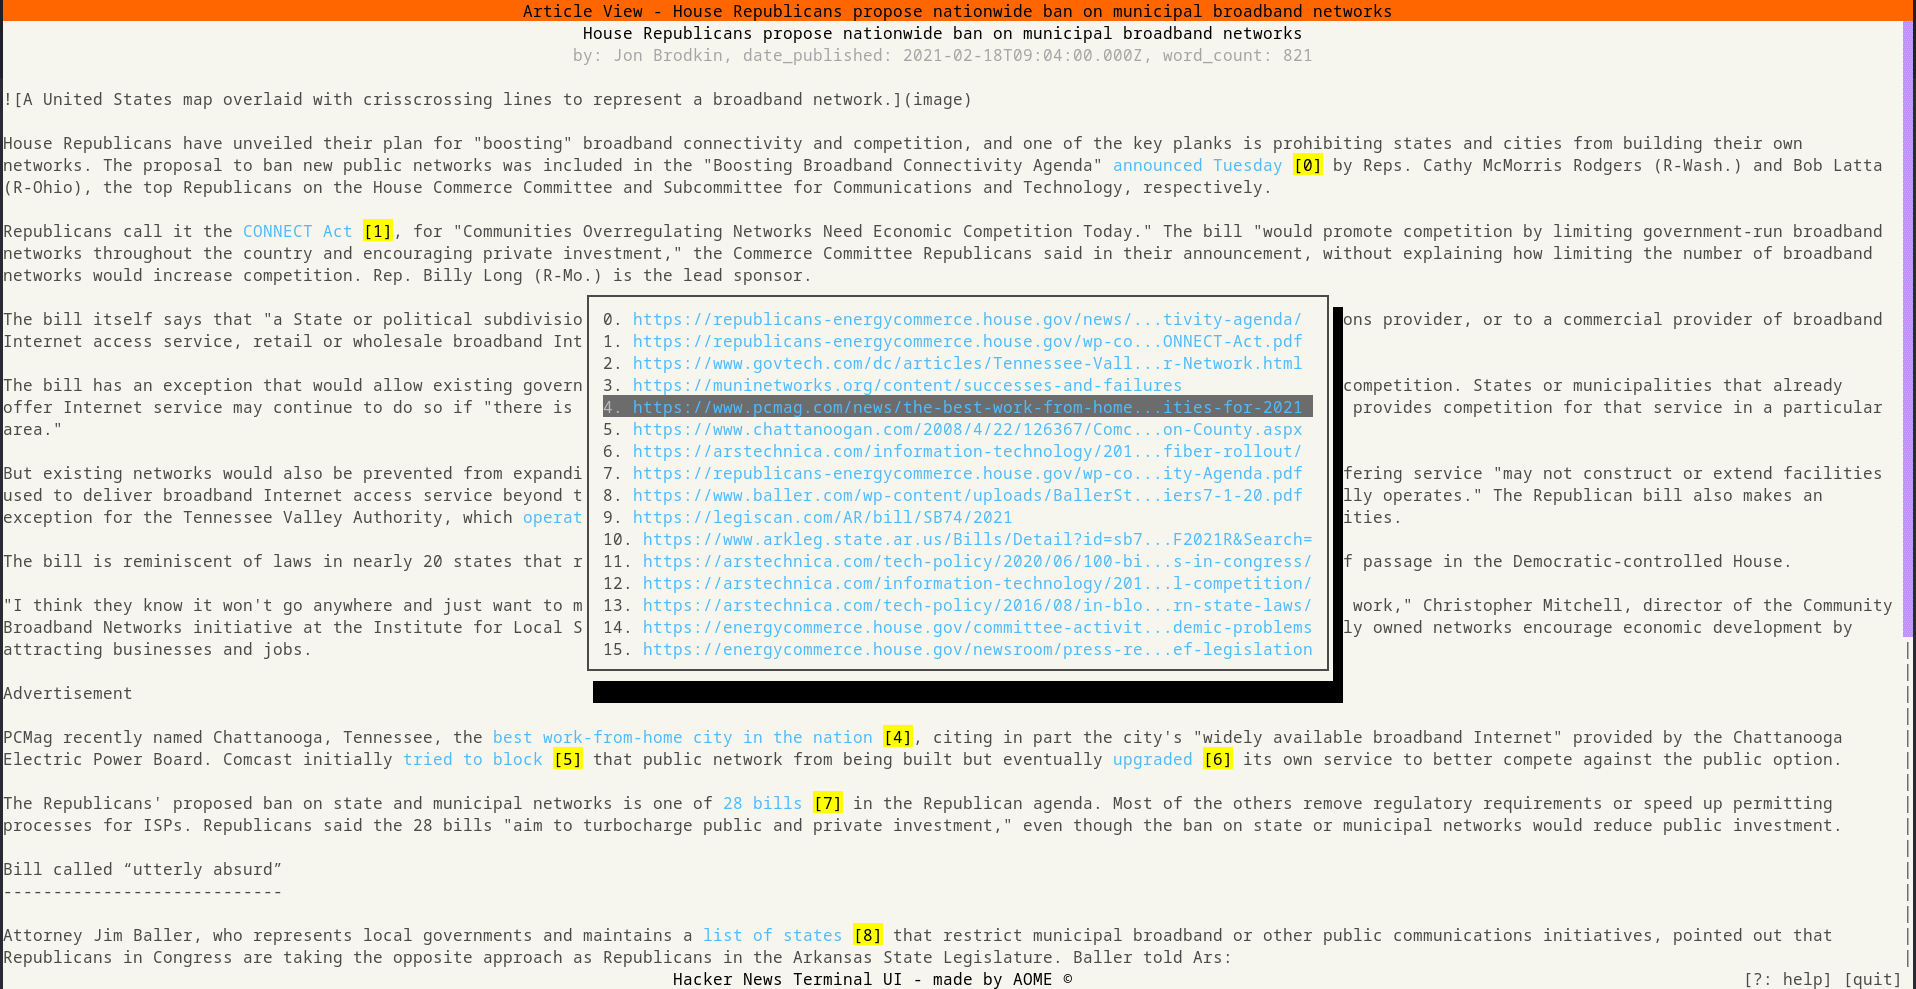 Article View - House Republicans propose nationwide ban on municipal broadband networks
House Republicans propose nationwide ban on municipal broadband networks
by: Jon Brodkin, date_published: 2021-02-18T09:04:00.000Z, word_count: 821
![A United States map overlaid with crisscrossing lines to represent a broadband network.](image)
House Republicans have unveiled their plan for "boosting" broadband connectivity and competition, and one of the key planks is prohibiting states and cities from building their own
networks. The proposal to ban new public networks was included in the "Boosting Broadband Connectivity Agenda" announced Tuesday [0] by Reps. Cathy McMorris Rodgers (R-Wash.) and Bob Latta
(R-Ohio), the top Republicans on the House Commerce Committee and Subcommittee for Communications and Technology, respectively.
Republicans call it the CONNECT Act [1], for "Communities Overregulating Networks Need Economic Competition Today." The bill "would promote competition by limiting government-run broadband
networks throughout the country and encouraging private investment," the Commerce Committee Republicans said in their announcement, without explaining how limiting the number of broadband
networks would increase competition. Rep. Billy Long (R-Mo.) is the lead sponsor.
The bill itself says that "a State or political subdivisio
ons provider, or to a commercial provider of broadband
Internet access service, retail or wholesale broadband Int
The bill has an exception that would allow existing govern
competition. States or municipalities that already
offer Internet service may continue to do so if "there is
provides competition for that service in a particular
area."
But existing networks would also be prevented from expandi
fering service "may not construct or extend facilities
used to deliver broadband Internet access service beyond t
lly operates." The Republican bill also makes an
exception for the Tennessee Valley Authority, which operat
ities.
The bill is reminiscent of laws in nearly 20 states that r
f passage in the Democratic-controlled House.
"I think they know it won't go anywhere and just want to m
work," Christopher Mitchell, director of the Community
Broadband Networks initiative at the Institute for Local S
ly owned networks encourage economic development by
attracting businesses and jobs.
0. https://republicans-energycommerce.house.gov/news/...tivity-agenda/
1. https://republicans-energycommerce.house.gov/wp-co...ONNECT-Act.pdf
2. https://www.govtech.com/dc/articles/Tennessee-Vall...r-Network.html
3. https://muninetworks.org/content/successes-and-failures
4. https://www.pcmag.com/news/the-best-work-from-home...ities-for-2021
5. https://www.chattanoogan.com/2008/4/22/126367/Comc...on-County.aspx
6. https://arstechnica.com/information-technology/201...fiber-rollout/
7. https://republicans-energycommerce.house.gov/wp-co...ity-Agenda.pdf
8. https://www.baller.com/wp-content/uploads/BallerSt...iers7-1-20.pdf
9. https://legiscan.com/AR/bill/SB74/2021
10. https://www.arkleg.state.ar.us/Bills/Detail?id=sb7...F2021R&Search=
11. https://arstechnica.com/tech-policy/2020/06/100-bi...s-in-congress/
12. https://arstechnica.com/information-technology/201...l-competition/
13. https://arstechnica.com/tech-policy/2016/08/in-blo...rn-state-laws/
14. https://energycommerce.house.gov/committee-activit...demic-problems
15. https://energycommerce.house.gov/newsroom/press-re...ef-legislation
Advertisement
PCMag recently named Chattanooga, Tennessee, the best work-from-home city in the nation [4], citing in part the city's "widely available broadband Internet" provided by the Chattanooga
Electric Power Board. Comcast initially tried to block [5] that public network from being built but eventually upgraded [6] its own service to better compete against the public option.
The Republicans' proposed ban on state and municipal networks is one of 28 bills [7] in the Republican agenda. Most of the others remove regulatory requirements or speed up permitting
processes for ISPs. Republicans said the 28 bills "aim to turbocharge public and private investment," even though the ban on state or municipal networks would reduce public investment.
Bill called “utterly absurd”
----------------------------
Attorney Jim Baller, who represents local governments and maintains a list of states [8] that restrict municipal broadband or other public communications initiatives, pointed out that
Republicans in Congress are taking the opposite approach as Republicans in the Arkansas State Legislature. Baller told Ars:
Hacker News Terminal UI - made by AOME ©
[?: help] [quit]